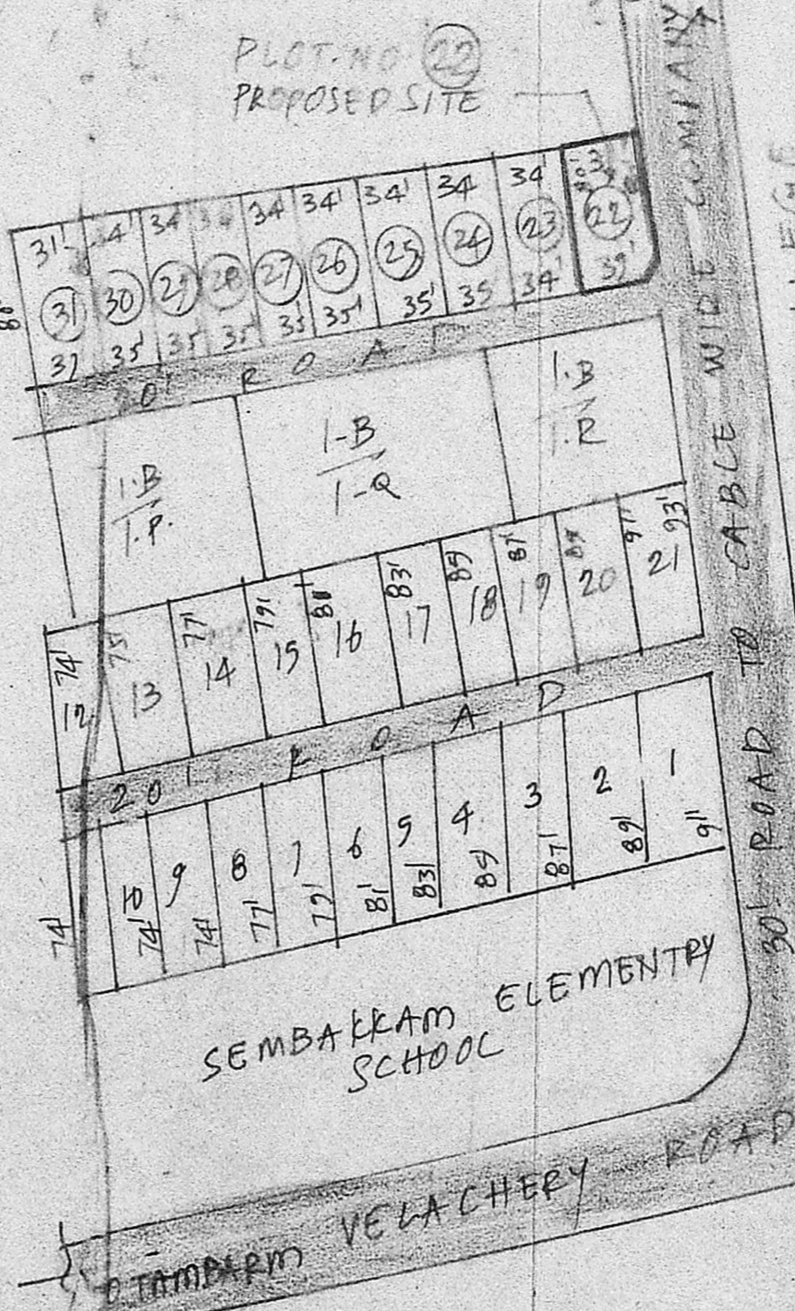 PLOT.NO 22
PROPOSED SITE
31' 34' 34' 34' 34' 34' 34 34'
31 30 29 28 27 26 25 24 23 22
37 35' 35 35' 35' 35' 35' 35 34' 39'
80'
0' ROAD
1.B
1.P.
1-B
1-Q
1.B
1.R
74' 75' 77' 79' 81' 83' 85 87' 89 91' 93'
12 13 14 15 16 17 18 19 20 21
20' ROAD
10 9 8 7 6 5 4 3 2 1
74' 74' 74' 77' 79' 81' 83' 85 87' 89' 91'
SEMBAKKAM ELEMENTRY
SCHOOL
TAMBARM VELACHERY ROAD
30' ROAD TO CABLE WIDE COMPANY